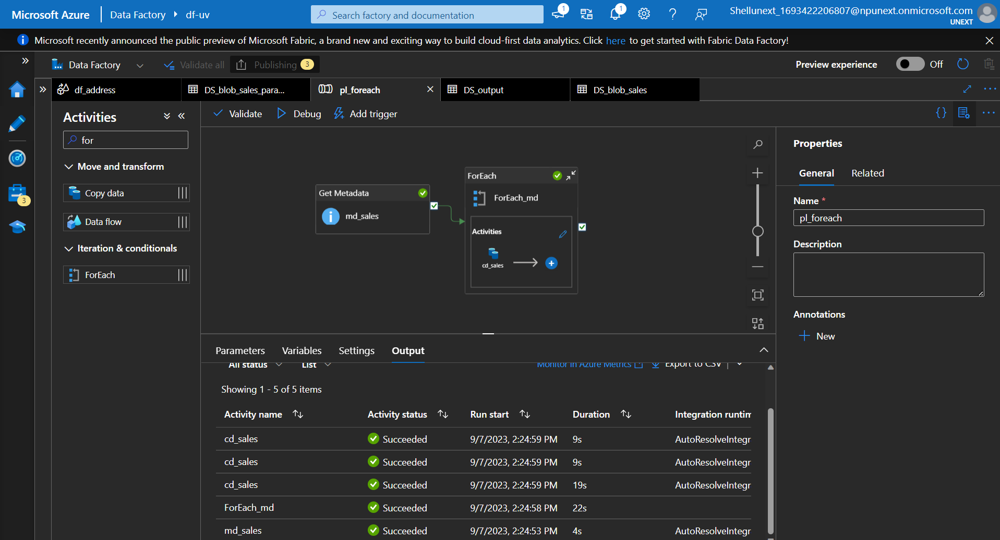 Microsoft Azure Data Factory df-uv Search factory and documentation 1 1 Shellunext_1693422206807@npunext.onmicrosoft.com
UNEXT
Microsoft recently announced the public preview of Microsoft Fabric, a brand new and exciting way to build cloud-first data analytics. Click here to get started with Fabric Data Factory!
Data Factory Validate all Publishing 3 Preview experience Off
df_address DS_blob_sales_para... pl_foreach DS_output DS_blob_sales
Activities
for
Move and transform
Copy data
Data flow
Iteration & conditionals
ForEach
3
Validate Debug Add trigger
Get Metadata
md_sales
ForEach
ForEach_md
Activities
cd_sales
Properties
General Related
Name *
pl_foreach
Description
Annotations
New
Parameters Variables Settings Output
All status List Monitor in Azure Metrics Export to CSV
Showing 1 - 5 of 5 items
Activity name Activity status Run start Duration Integration runtim
cd_sales Succeeded 9/7/2023, 2:24:59 PM 9s AutoResolveIntegr
cd_sales Succeeded 9/7/2023, 2:24:59 PM 9s AutoResolveIntegr
cd_sales Succeeded 9/7/2023, 2:24:59 PM 19s AutoResolveIntegr
ForEach_md Succeeded 9/7/2023, 2:24:58 PM 22s
md_sales Succeeded 9/7/2023, 2:24:53 PM 4s AutoResolveIntegr